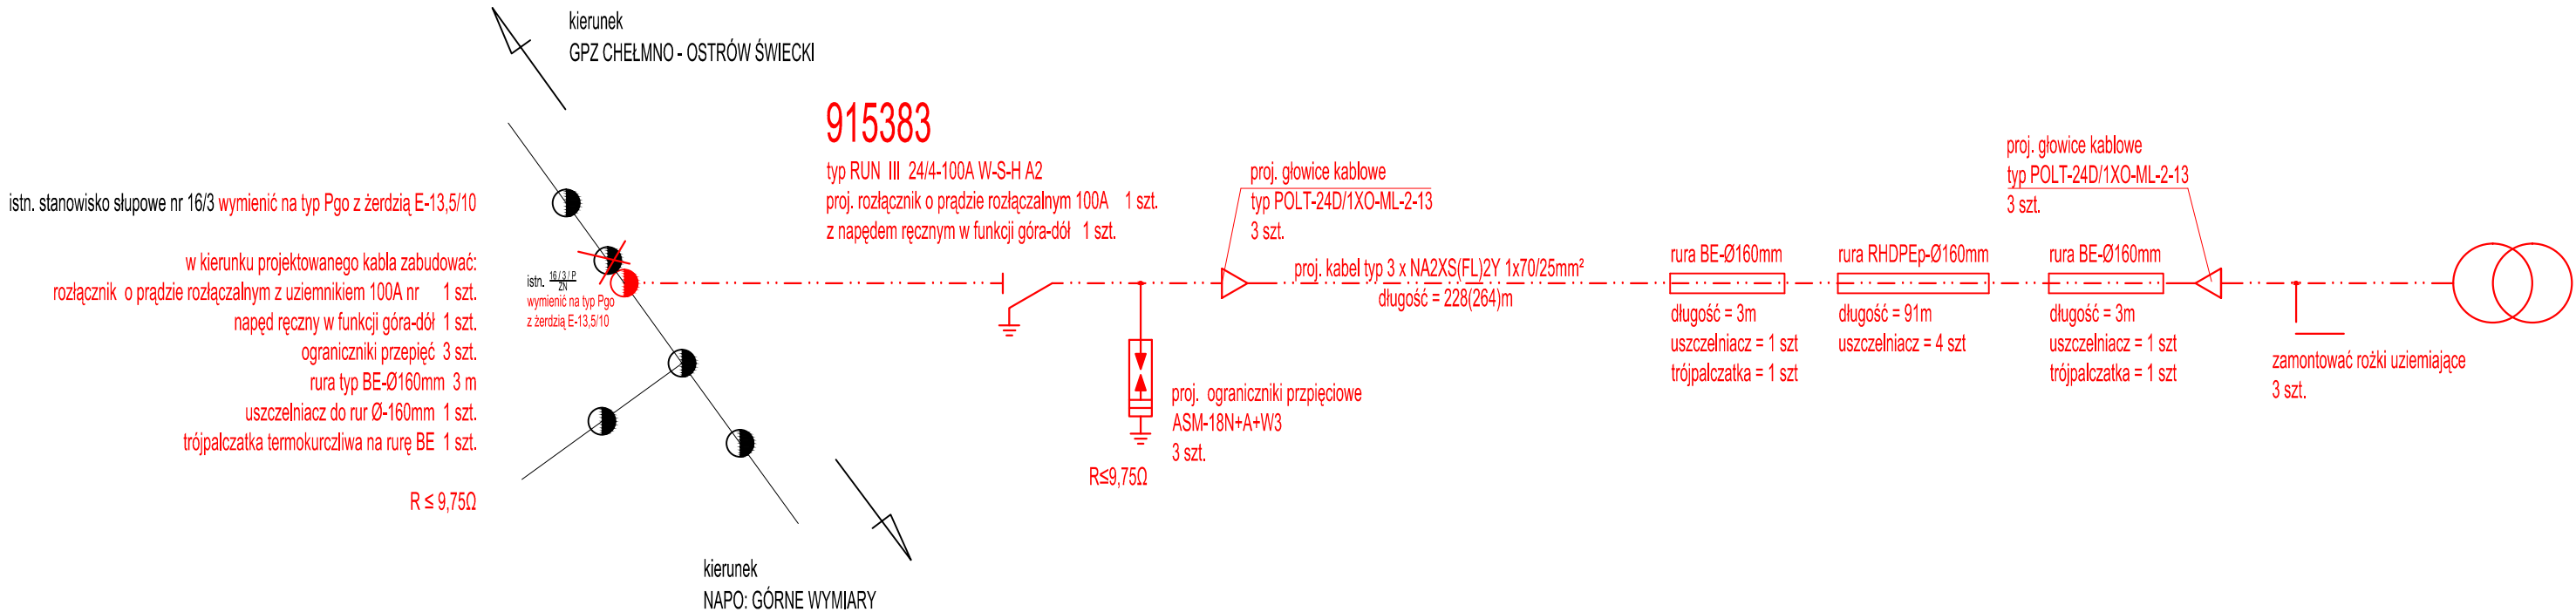 kierunek
GPZ CHEŁMNO - OSTRÓW ŚWIECKI
istn. stanowisko słupowe nr 16/3 wymienić na typ Pgo z żerdzią E-13,5/10
w kierunku projektowanego kabla zabudować:
rozłącznik o prądzie rozłączalnym z uziemnikiem 100A nr 1 szt.
napęd ręczny w funkcji góra-dół 1 szt.
ograniczniki przepięć 3 szt.
rura typ BE-Ø160mm 3 m
uszczelniacz do rur Ø-160mm 1 szt.
trójpalczatka termokurczliwa na rurę BE 1 szt.
R ≤ 9,75Ω
istn. 16 / 3 / P
ŻN
wymienić na typ Pgo
z żerdzią E-13,5/10
kierunek
NAPO: GÓRNE WYMIARY
915383
typ RUN III 24/4-100A W-S-H A2
proj. rozłącznik o prądzie rozłączalnym 100A 1 szt.
z napędem ręcznym w funkcji góra-dół 1 szt.
proj. ograniczniki przpięciowe
ASM-18N+A+W3
3 szt.
R≤9,75Ω
proj. głowice kablowe
typ POLT-24D/1XO-ML-2-13
3 szt.
proj. kabel typ 3 x NA2XS(FL)2Y 1x70/25mm²
długość = 228(264)m
rura BE-Ø160mm
długość = 3m
uszczelniacz = 1 szt
trójpalczatka = 1 szt
rura RHDPEp-Ø160mm
długość = 91m
uszczelniacz = 4 szt
rura BE-Ø160mm
długość = 3m
uszczelniacz = 1 szt
trójpalczatka = 1 szt
proj. głowice kablowe
typ POLT-24D/1XO-ML-2-13
3 szt.
zamontować rożki uziemiające
3 szt.